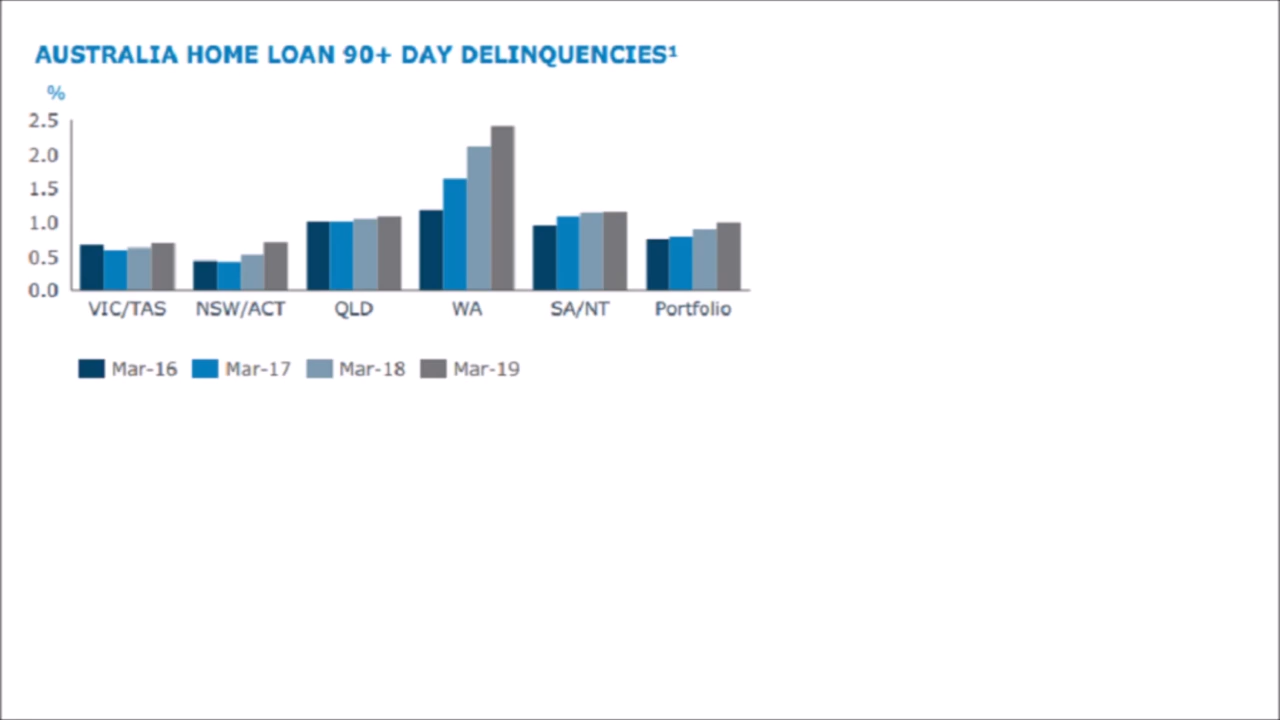 AUSTRALIA HOME LOAN 90+ DAY DELINQUENCIES¹
%
2.5
2.0
1.5
1.0
0.5
0.0
VIC/TAS NSW/ACT QLD WA SA/NT Portfolio
Mar-16 Mar-17 Mar-18 Mar-19